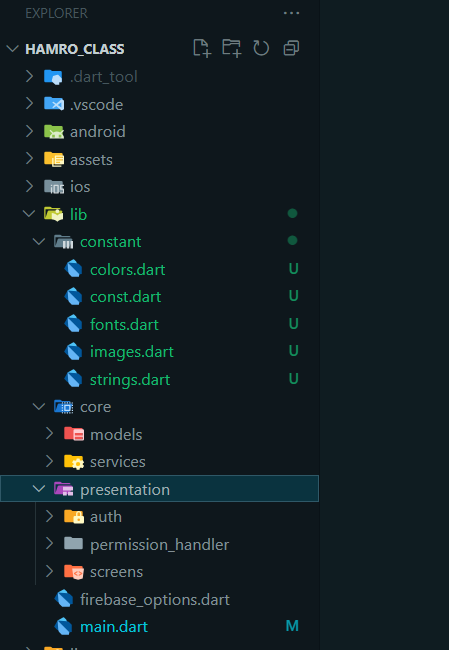 EXPLORER ...
HAMRO_CLASS
.dart_tool
.vscode
android
assets
iOS ios
lib
constant
colors.dart U
const.dart U
fonts.dart U
images.dart U
strings.dart U
core
models
services
presentation
auth
permission_handler
screens
firebase_options.dart
main.dart M